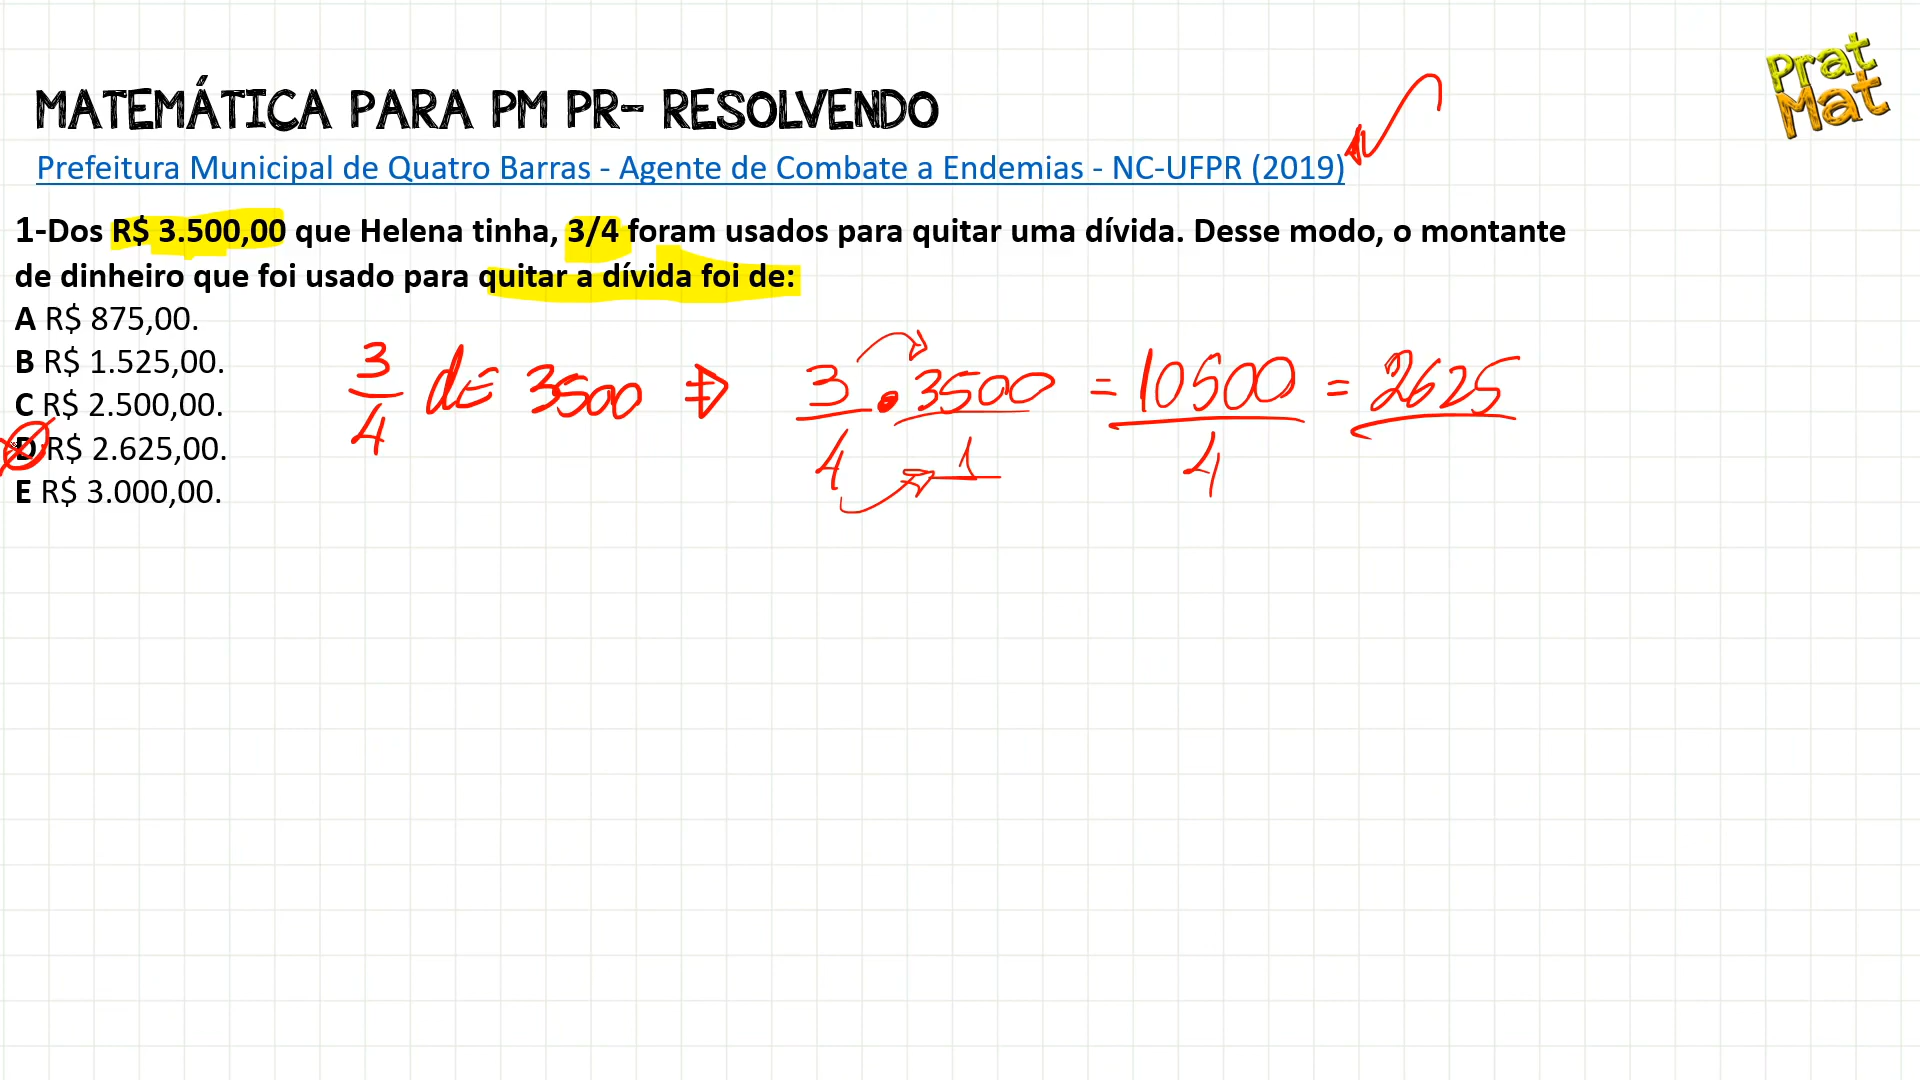 Prat
Mat
MATEMÁTICA PARA PM PR- RESOLVENDO
Prefeitura Municipal de Quatro Barras - Agente de Combate a Endemias - NC-UFPR (2019)
1-Dos R$ 3.500,00 que Helena tinha, 3/4 foram usados para quitar uma dívida. Desse modo, o montante
de dinheiro que foi usado para quitar a dívida foi de:
A R$ 875,00.
B R$ 1.525,00.
C R$ 2.500,00.
D R$ 2.625,00.
E R$ 3.000,00.
3/4 de 3500 ⇒ 3/4 . 3500/1 = 10500/4 = 2625